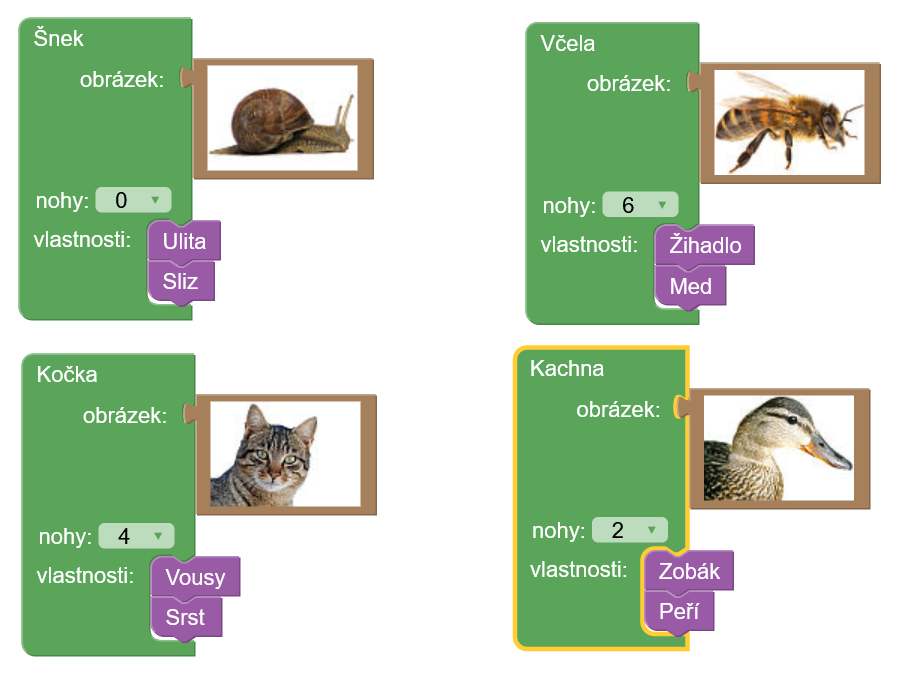 Šnek
obrázek:
nohy: 0
vlastnosti:
Ulita
Sliz
Včela
obrázek:
nohy: 6
vlastnosti:
Žihadlo
Med
Kočka
obrázek:
nohy: 4
vlastnosti:
Vousy
Srst
Kachna
obrázek:
nohy: 2
vlastnosti:
Zobák
Peří